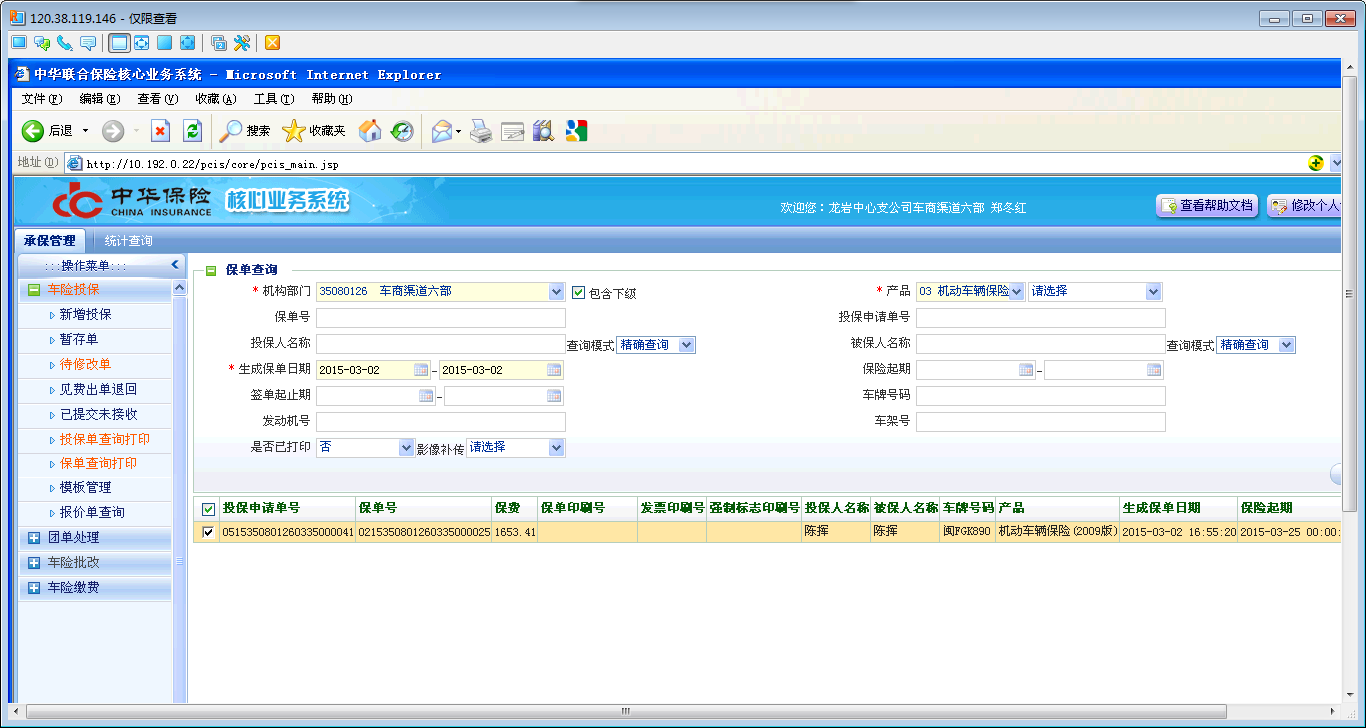 120.38.119.146 - 仅限查看
中华联合保险核心业务系统 - Microsoft Internet Explorer
文件(F) 编辑(E) 查看(V) 收藏(A) 工具(T) 帮助(H)
后退 搜索 收藏夹
地址(D) http://10.192.0.22/pcis/core/pcis_main.jsp
中华保险 核心业务系统
CHINA INSURANCE
欢迎您：龙岩中心支公司车商渠道六部 郑冬红 查看帮助文档 修改个人
承保管理 统计查询
:::操作菜单:::
车险投保
新增投保
暂存单
待修改单
见费出单退回
已提交未接收
投保单查询打印
保单查询打印
模板管理
报价单查询
团单处理
车险批改
车险缴费
保单查询
* 机构部门 35080126 车商渠道六部 包含下级 * 产品 03 机动车辆保险 请选择
保单号 投保申请单号
投保人名称 查询模式 精确查询 被保人名称 查询模式 精确查询
* 生成保单日期 2015-03-02 - 2015-03-02 保险起期 -
签单起止期 - 车牌号码
发动机号 车架号
是否已打印 否 影像补传 请选择
投保申请单号 保单号 保费 保单印刷号 发票印刷号 强制标志印刷号 投保人名称 被保人名称 车牌号码 产品 生成保单日期 保险起期
0515350801260335000041 0215350801260335000025 1653.41 陈挥 陈挥 闽FGK890 机动车辆保险(2009版) 2015-03-02 16:55:20 2015-03-25 00:00: